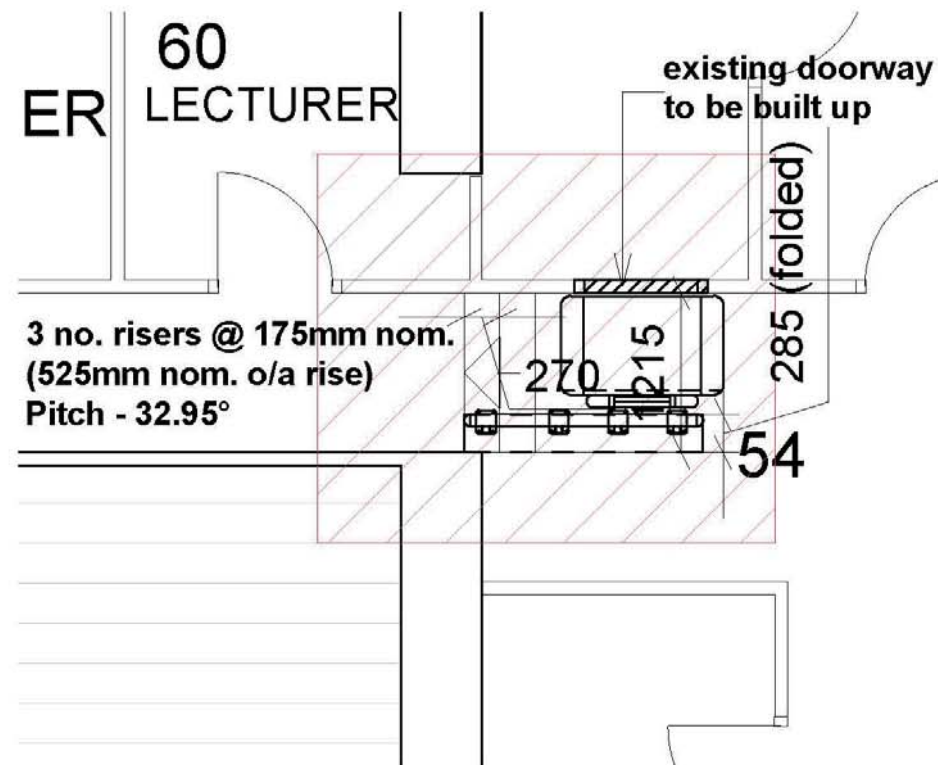 60
ER
LECTURER
existing doorway
to be built up
285 (folded)
3 no. risers @ 175mm nom.
(525mm nom. o/a rise)
Pitch - 32.95°
270
1215
54